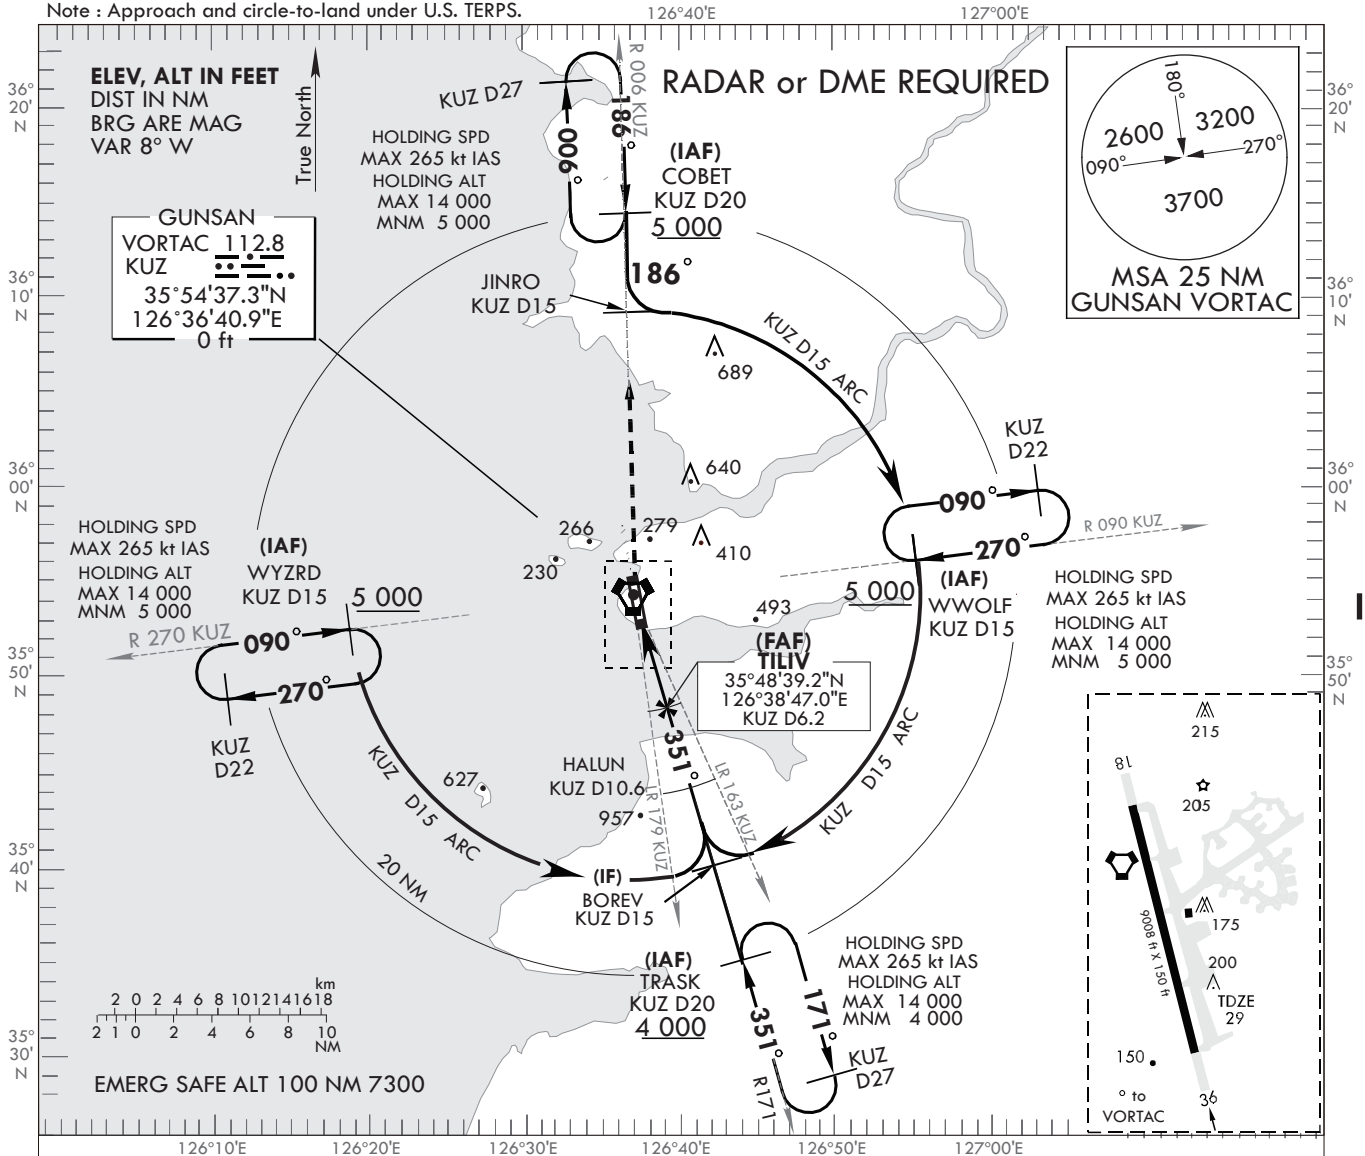 Note : Approach and circle-to-land under U.S. TERPS.
126°40'E
127°00'E
ELEV, ALT IN FEET
DIST IN NM
BRG ARE MAG
VAR 8° W
True North
RADAR or DME REQUIRED
36°
20'
N
36°
20'
N
KUZ D27
R 006 KUZ
186°
006°
HOLDING SPD
MAX 265 kt IAS
HOLDING ALT
MAX 14 000
MNM 5 000
(IAF)
COBET
KUZ D20
5 000
180°
2600
3200
090°
270°
3700
MSA 25 NM
GUNSAN VORTAC
GUNSAN
VORTAC 112.8
KUZ
35°54'37.3"N
126°36'40.9"E
0 ft
36°
10'
N
36°
10'
N
JINRO
KUZ D15
186°
KUZ D15 ARC
689
640
KUZ
D22
36°
00'
N
36°
00'
N
090°
270°
R 090 KUZ
279
266
230
410
HOLDING SPD
MAX 265 kt IAS
HOLDING ALT
MAX 14 000
MNM 5 000
(IAF)
WYZRD
KUZ D15
5 000
R 270 KUZ
090°
270°
KUZ
D22
493
5 000
(IAF)
WWOLF
KUZ D15
HOLDING SPD
MAX 265 kt IAS
HOLDING ALT
MAX 14 000
MNM 5 000
35°
50'
N
35°
50'
N
(FAF)
TILIV
35°48'39.2"N
126°38'47.0"E
KUZ D6.2
351°
HALUN
KUZ D10.6
LR 179 KUZ
LR 163 KUZ
627
957
KUZ D15 ARC
KUZ D15 ARC
20 NM
35°
40'
N
(IF)
BOREV
KUZ D15
(IAF)
TRASK
KUZ D20
4 000
HOLDING SPD
MAX 265 kt IAS
HOLDING ALT
MAX 14 000
MNM 4 000
351°
171°
KUZ
D27
R171
215
18
205
9008 ft X 150 ft
175
200
TDZE
29
150
° to
VORTAC
36
km
2 0 2 4 6 8 10 12 14 16 18
2 1 0 2 4 6 8 10
NM
35°
30'
N
EMERG SAFE ALT 100 NM 7300
126°10'E
126°20'E
126°30'E
126°40'E
126°50'E
127°00'E